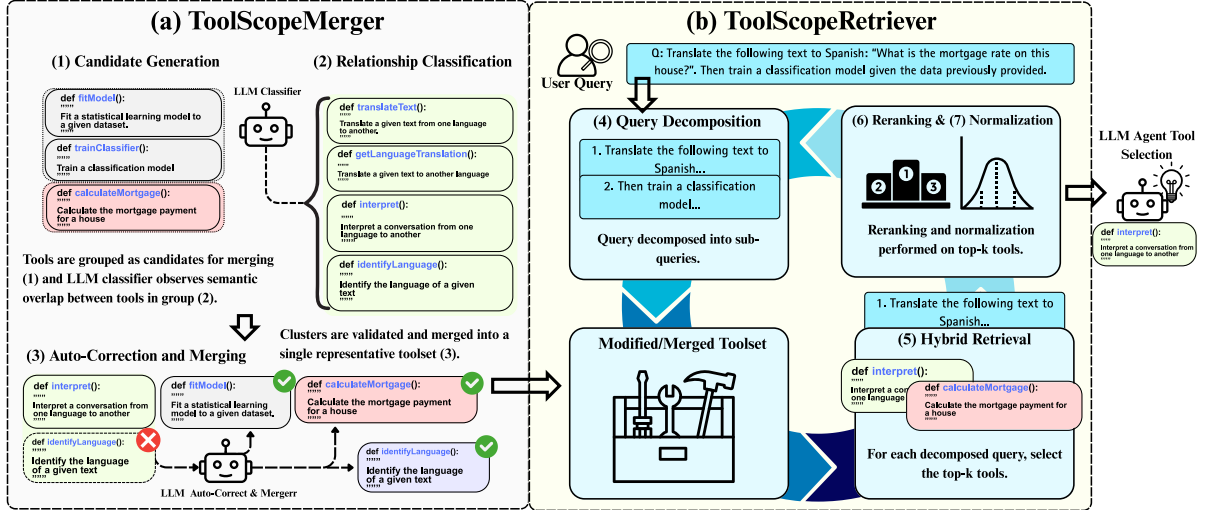 (a) ToolScopeMerger
(1) Candidate Generation
def fitModel():
"""
Fit a statistical learning model to
a given dataset.
"""
def trainClassifier():
"""
Train a classification model
"""
def calculateMortgage():
"""
Calculate the mortgage payment
for a house
"""
LLM Classifier
(2) Relationship Classification
def translateText():
"""
Translate a given text from one language
to another.
"""
def getLanguageTranslation():
"""
Translate a given text to another language
"""
def interpret():
"""
Interpret a conversation from one
language to another
"""
def identifyLanguage():
"""
Identify the language of a given
text
"""
Tools are grouped as candidates for merging
(1) and LLM classifier observes semantic
overlap between tools in group (2).
Clusters are validated and merged into a
single representative toolset (3).
(3) Auto-Correction and Merging
def interpret():
"""
Interpret a conversation from
one language to another
"""
def identifyLanguage():
"""
Identify the language
of a given text
"""
def fitModel():
"""
Fit a statistical learning
model to a given dataset.
"""
def calculateMortgage():
"""
Calculate the mortgage payment
for a house
"""
def identifyLanguage():
"""
Identify the language
of a given text
"""
LLM Auto-Correct & Mergerr
(b) ToolScopeRetriever
User Query
Q: Translate the following text to Spanish: "What is the mortgage rate on this
house?". Then train a classification model given the data previously provided.
(4) Query Decomposition
1. Translate the following text to
Spanish...
2. Then train a classification
model...
Query decomposed into sub-
queries.
Modified/Merged Toolset
1. Translate the following text to
Spanish...
(5) Hybrid Retrieval
def interpret():
"""
Interpret a co
one language
"""
def calculateMortgage():
"""
Calculate the mortgage payment for
a house
"""
For each decomposed query, select
the top-k tools.
(6) Reranking & (7) Normalization
2
1
3
Reranking and normalization
performed on top-k tools.
LLM Agent Tool
Selection
def interpret():
"""
Interpret a conversation from
one language to another
"""